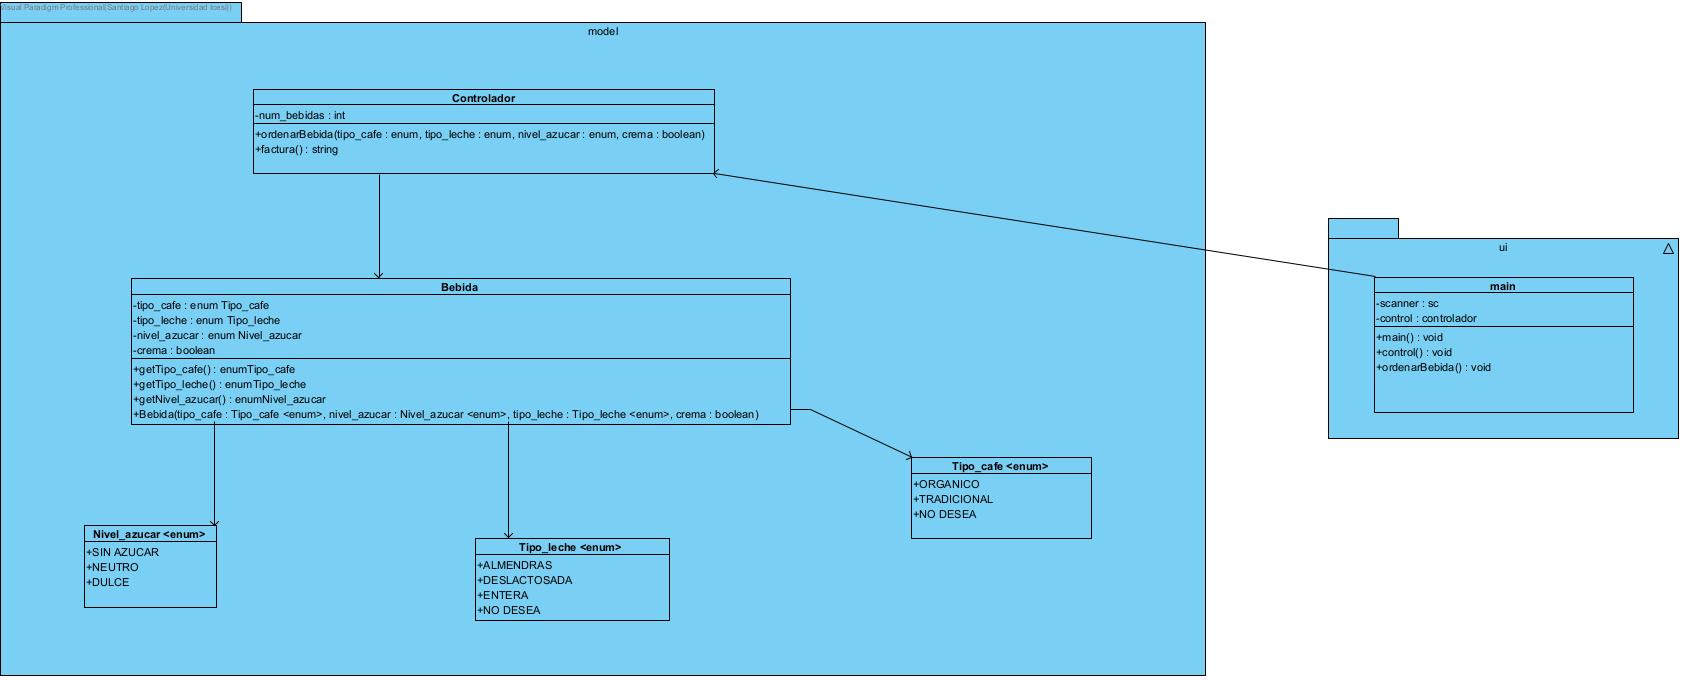 Visual Paradigm Professional(Santiago Lopez(Universidad Icesi))
model
Controlador
-num_bebidas : int
+ordenarBebida(tipo_cafe : enum, tipo_leche : enum, nivel_azucar : enum, crema : boolean)
+factura() : string
ui
main
-scanner : sc
-control : controlador
+main() : void
+control() : void
+ordenarBebida() : void
Bebida
-tipo_cafe : enum Tipo_cafe
-tipo_leche : enum Tipo_leche
-nivel_azucar : enum Nivel_azucar
-crema : boolean
+getTipo_cafe() : enumTipo_cafe
+getTipo_leche() : enumTipo_leche
+getNivel_azucar() : enumNivel_azucar
+Bebida(tipo_cafe : Tipo_cafe <enum>, nivel_azucar : Nivel_azucar <enum>, tipo_leche : Tipo_leche <enum>, crema : boolean)
Tipo_cafe <enum>
+ORGANICO
+TRADICIONAL
+NO DESEA
Nivel_azucar <enum>
+SIN AZUCAR
+NEUTRO
+DULCE
Tipo_leche <enum>
+ALMENDRAS
+DESLACTOSADA
+ENTERA
+NO DESEA